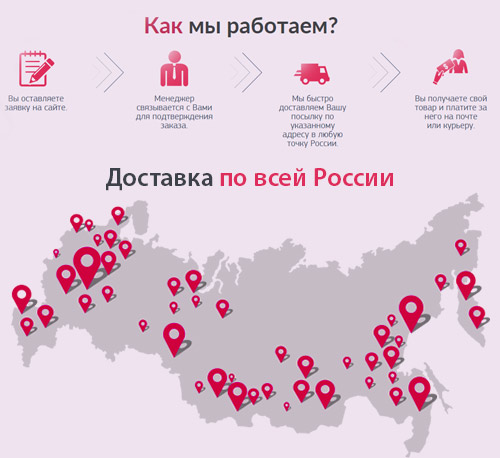 Как мы работаем?
Вы оставляете
заявку на сайте.
Менеджер
связывается с Вами
для подтверждения
заказа.
Мы быстро
доставляем Вашу
посылку по
указанному
адресу в любую
точку России.
Вы получаете свой
товар и платите за
него на почте
или курьеру.
Доставка по всей России